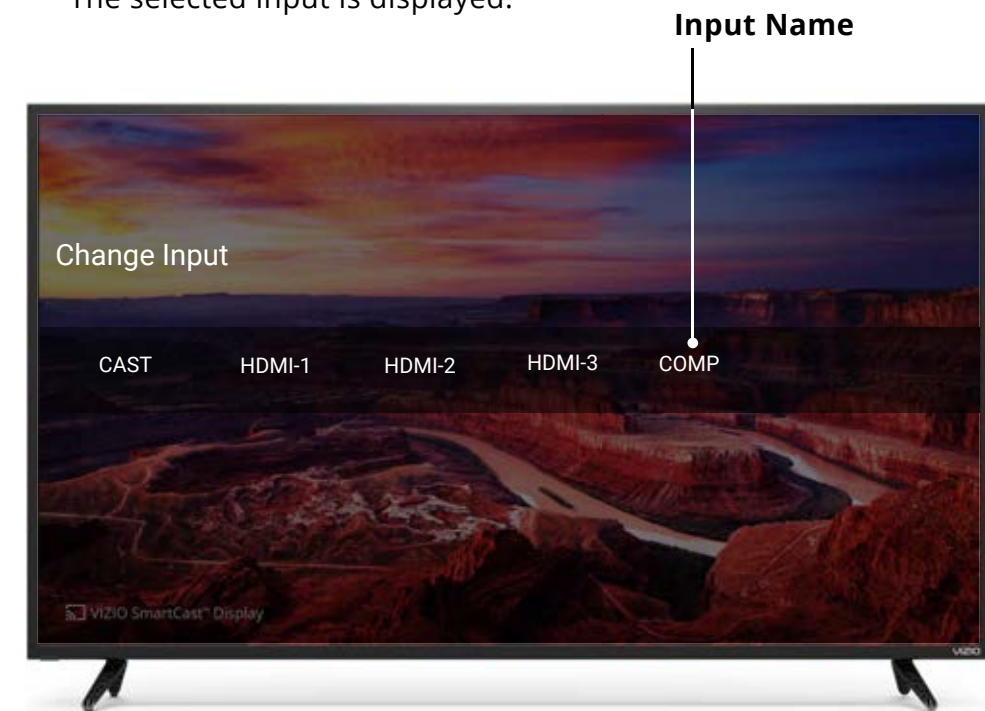 The selected input is displayed.
Input Name
Change Input
CAST HDMI-1 HDMI-2 HDMI-3 COMP
VIZIO SmartCast™ Display
VIZIO